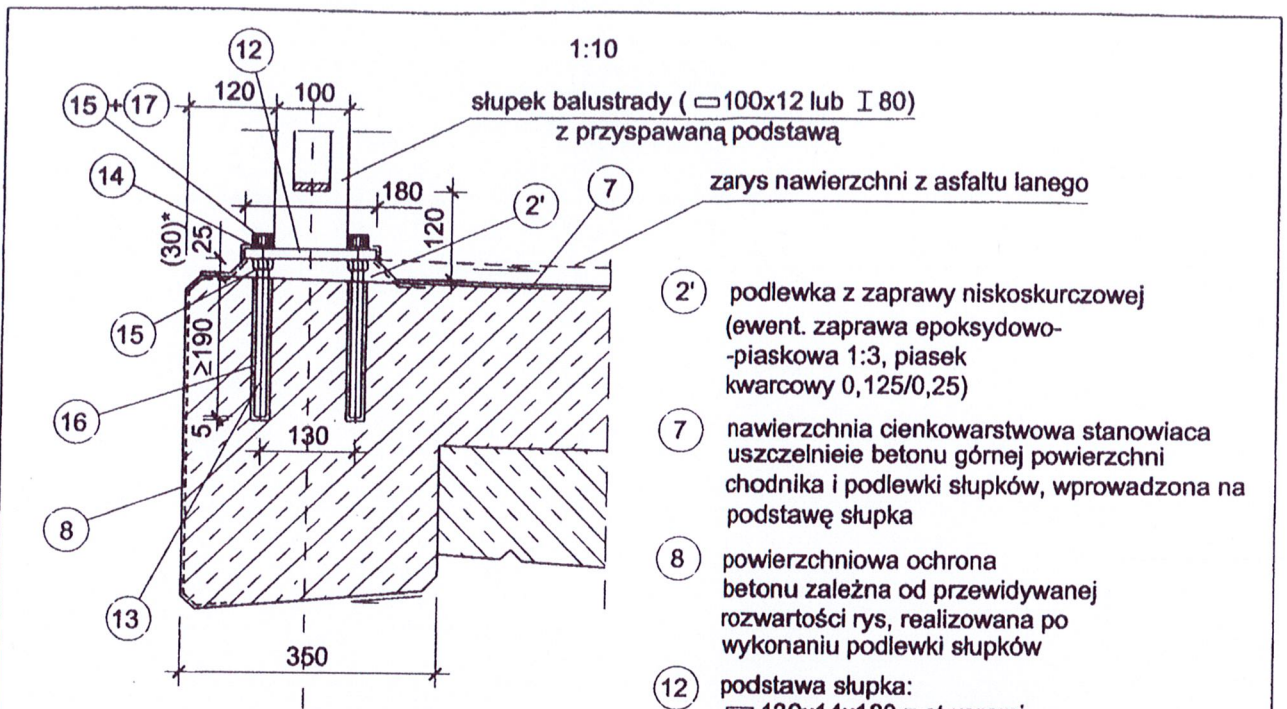 1:10
12
120 100
15+17
słupek balustrady ( ▭100x12 lub I 80)
z przyspawaną podstawą
14
180
7
zarys nawierzchni z asfaltu lanego
2'
120
(30)*
25
15
≥190
5
16
130
8
13
350
2' podlewka z zaprawy niskoskurczowej
(ewent. zaprawa epoksydowo-
-piaskowa 1:3, piasek
kwarcowy 0,125/0,25)
7 nawierzchnia cienkowarstwowa stanowiaca
uszczelnieie betonu górnej powierzchni
chodnika i podlewki słupków, wprowadzona na
podstawę słupka
8 powierzchniowa ochrona
betonu zależna od przewidywanej
rozwartości rys, realizowana po
wykonaniu podlewki słupków
12 podstawa słupka: